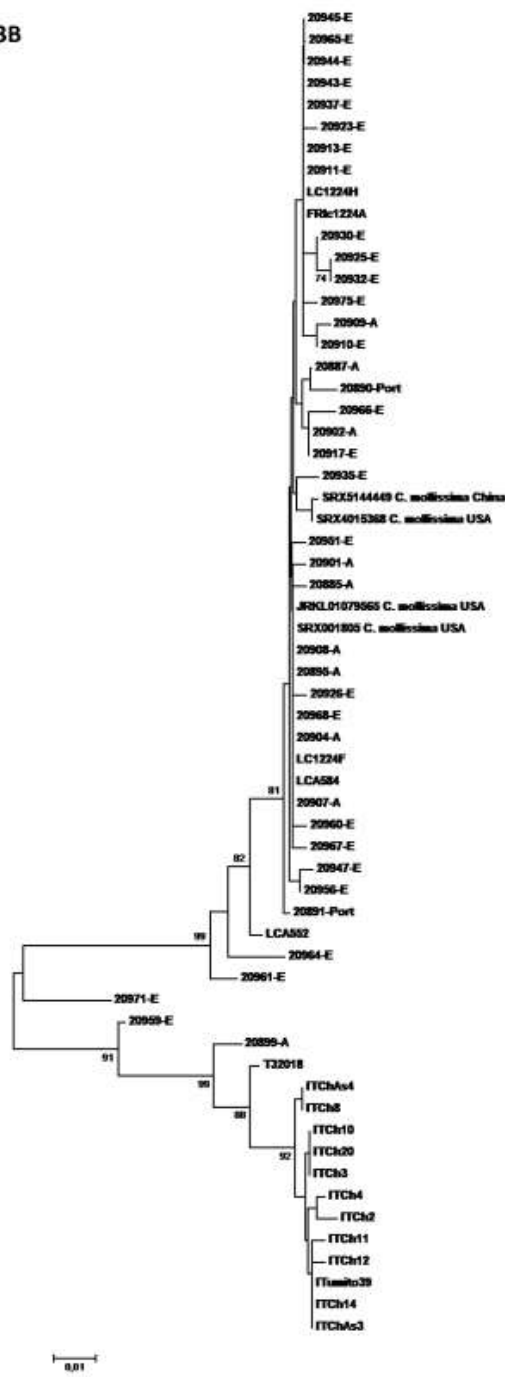 3B
20945-E
20965-E
20944-E
20943-E
20937-E
20923-E
20913-E
20911-E
LC1224H
FRlc1224A
20930-E
20925-E
74
20932-E
20975-E
20909-A
20910-E
20887-A
20890-Port
20966-E
20902-A
20917-E
20935-E
SRX5144449 C. mollissima China
SRX4015368 C. mollissima USA
20951-E
20901-A
20885-A
JRKL01079565 C. mollissima USA
SRX001805 C. mollissima USA
20908-A
20895-A
20926-E
20968-E
20904-A
LC1224F
LCA584
81
20907-A
20960-E
20967-E
82
20947-E
20956-E
20891-Port
99
LCA552
20964-E
20961-E
20971-E
20959-E
91
20899-A
99
T32018
88
ITChAs4
ITCh8
ITCh10
92
ITCh20
ITCh3
ITCh4
ITCh2
ITCh11
ITCh12
ITumito39
ITCh14
ITChAs3
0,01